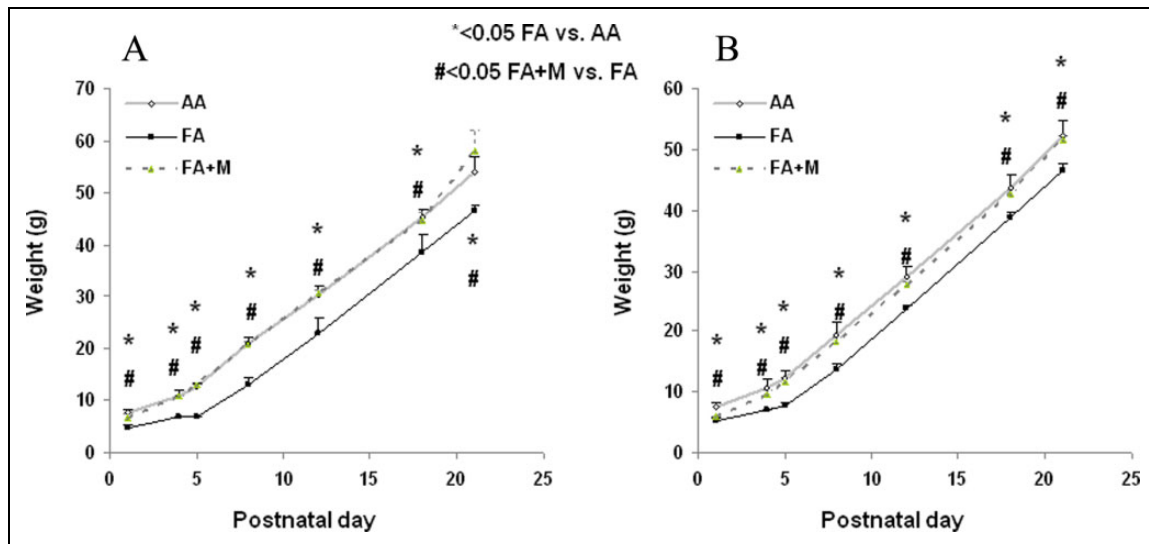 A
*<0.05 FA vs. AA
#<0.05 FA+M vs. FA
B
70
60
50
40
30
20
10
0
Weight (g)
AA
FA
FA+M
* * * * * * *
# # # # # # #
0 5 10 15 20 25
Postnatal day
60
50
40
30
20
10
0
Weight (g)
AA
FA
FA+M
* * * * * * *
# # # # # # #
0 5 10 15 20 25
Postnatal day